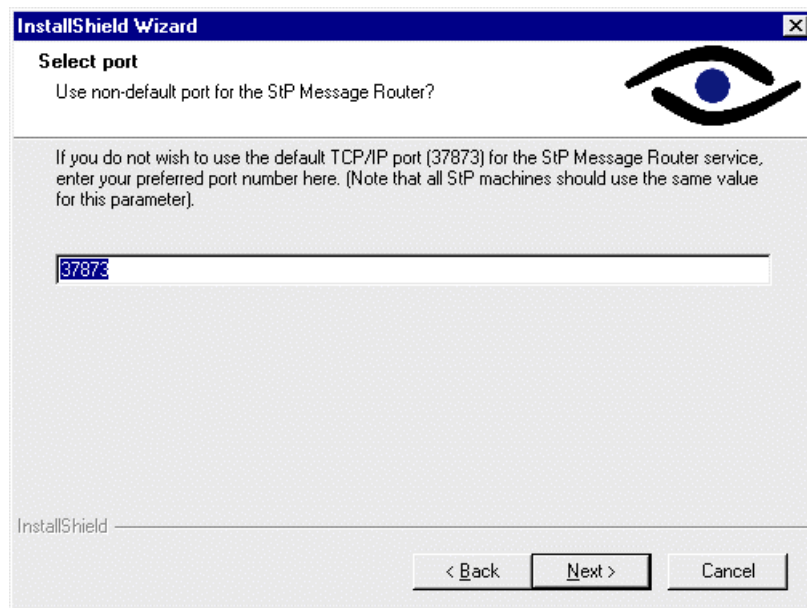 InstallShield Wizard
Select port
Use non-default port for the StP Message Router?
If you do not wish to use the default TCP/IP port (37873) for the StP Message Router service,
enter your preferred port number here. (Note that all StP machines should use the same value
for this parameter).
37873
InstallShield
< Back Next > Cancel